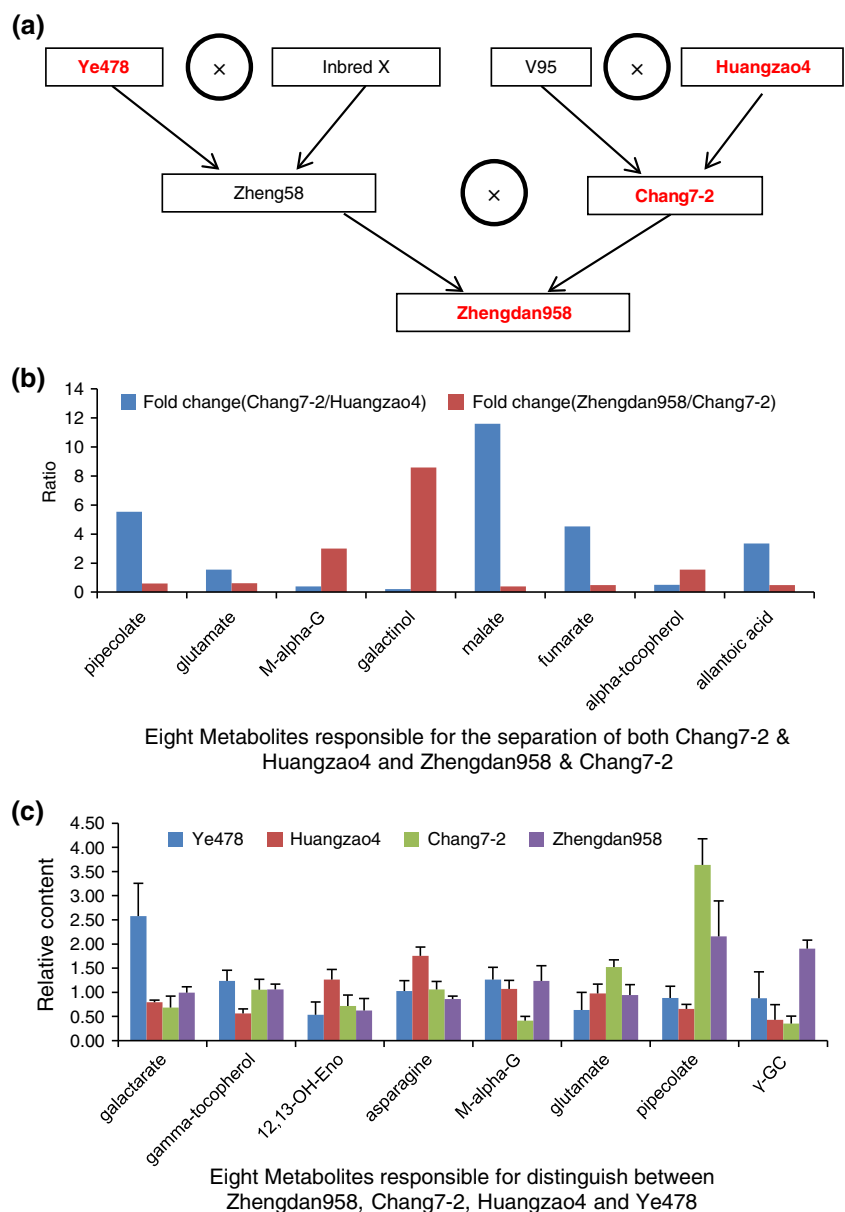 (a)
Ye478
×
Inbred X
V95
×
Huangzao4
Zheng58
×
Chang7-2
Zhengdan958
(b)
14
12
10
8
6
4
2
0
Ratio
Fold change(Chang7-2/Huangzao4)
Fold change(Zhengdan958/Chang7-2)
pipecolate
glutamate
M-alpha-G
galactinol
malate
fumarate
alpha-tocopherol
allantoic acid
Eight Metabolites responsible for the separation of both Chang7-2 &
Huangzao4 and Zhengdan958 & Chang7-2
(c)
4.50
4.00
3.50
3.00
2.50
2.00
1.50
1.00
0.50
0.00
Relative content
Ye478
Huangzao4
Chang7-2
Zhengdan958
galactarate
gamma-tocopherol
12,13-OH-Eno
asparagine
M-alpha-G
glutamate
pipecolate
γ-GC
Eight Metabolites responsible for distinguish between
Zhengdan958, Chang7-2, Huangzao4 and Ye478